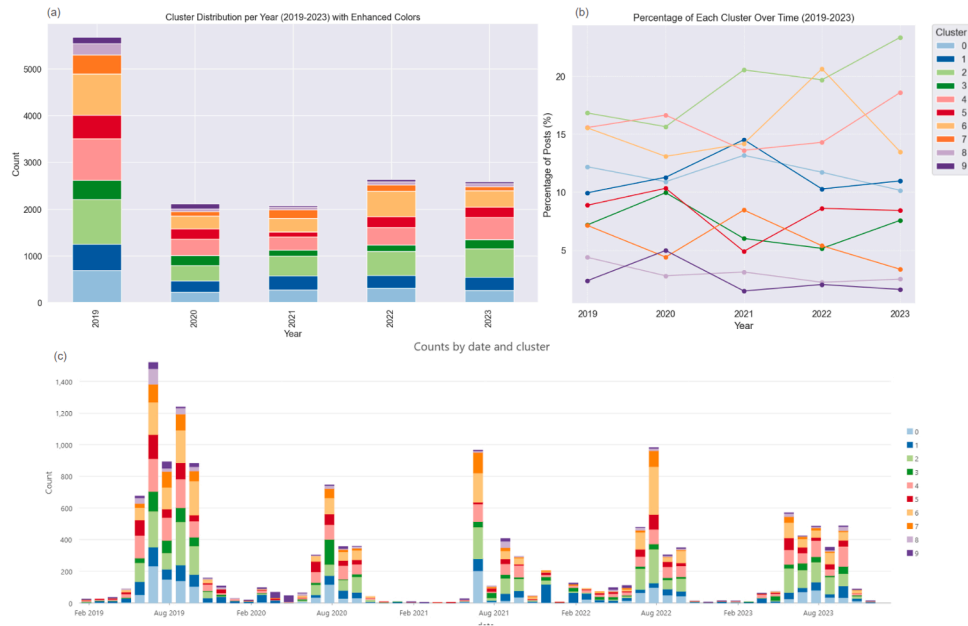 (a)
Cluster Distribution per Year (2019-2023) with Enhanced Colors
5000
4000
3000
2000
1000
0
Count
2019
2020
2021
2022
2023
Year
(b)
Percentage of Each Cluster Over Time (2019-2023)
20
15
10
5
Percentage of Posts (%)
2019
2020
2021
2022
2023
Year
Cluster
0
1
2
3
4
5
6
7
8
9
(c)
Counts by date and cluster
1,400
1,200
1,000
800
600
400
200
0
Count
Feb 2019
Aug 2019
Feb 2020
Aug 2020
Feb 2021
Aug 2021
Feb 2022
Aug 2022
Feb 2023
Aug 2023
date
0
1
2
3
4
5
6
7
8
9